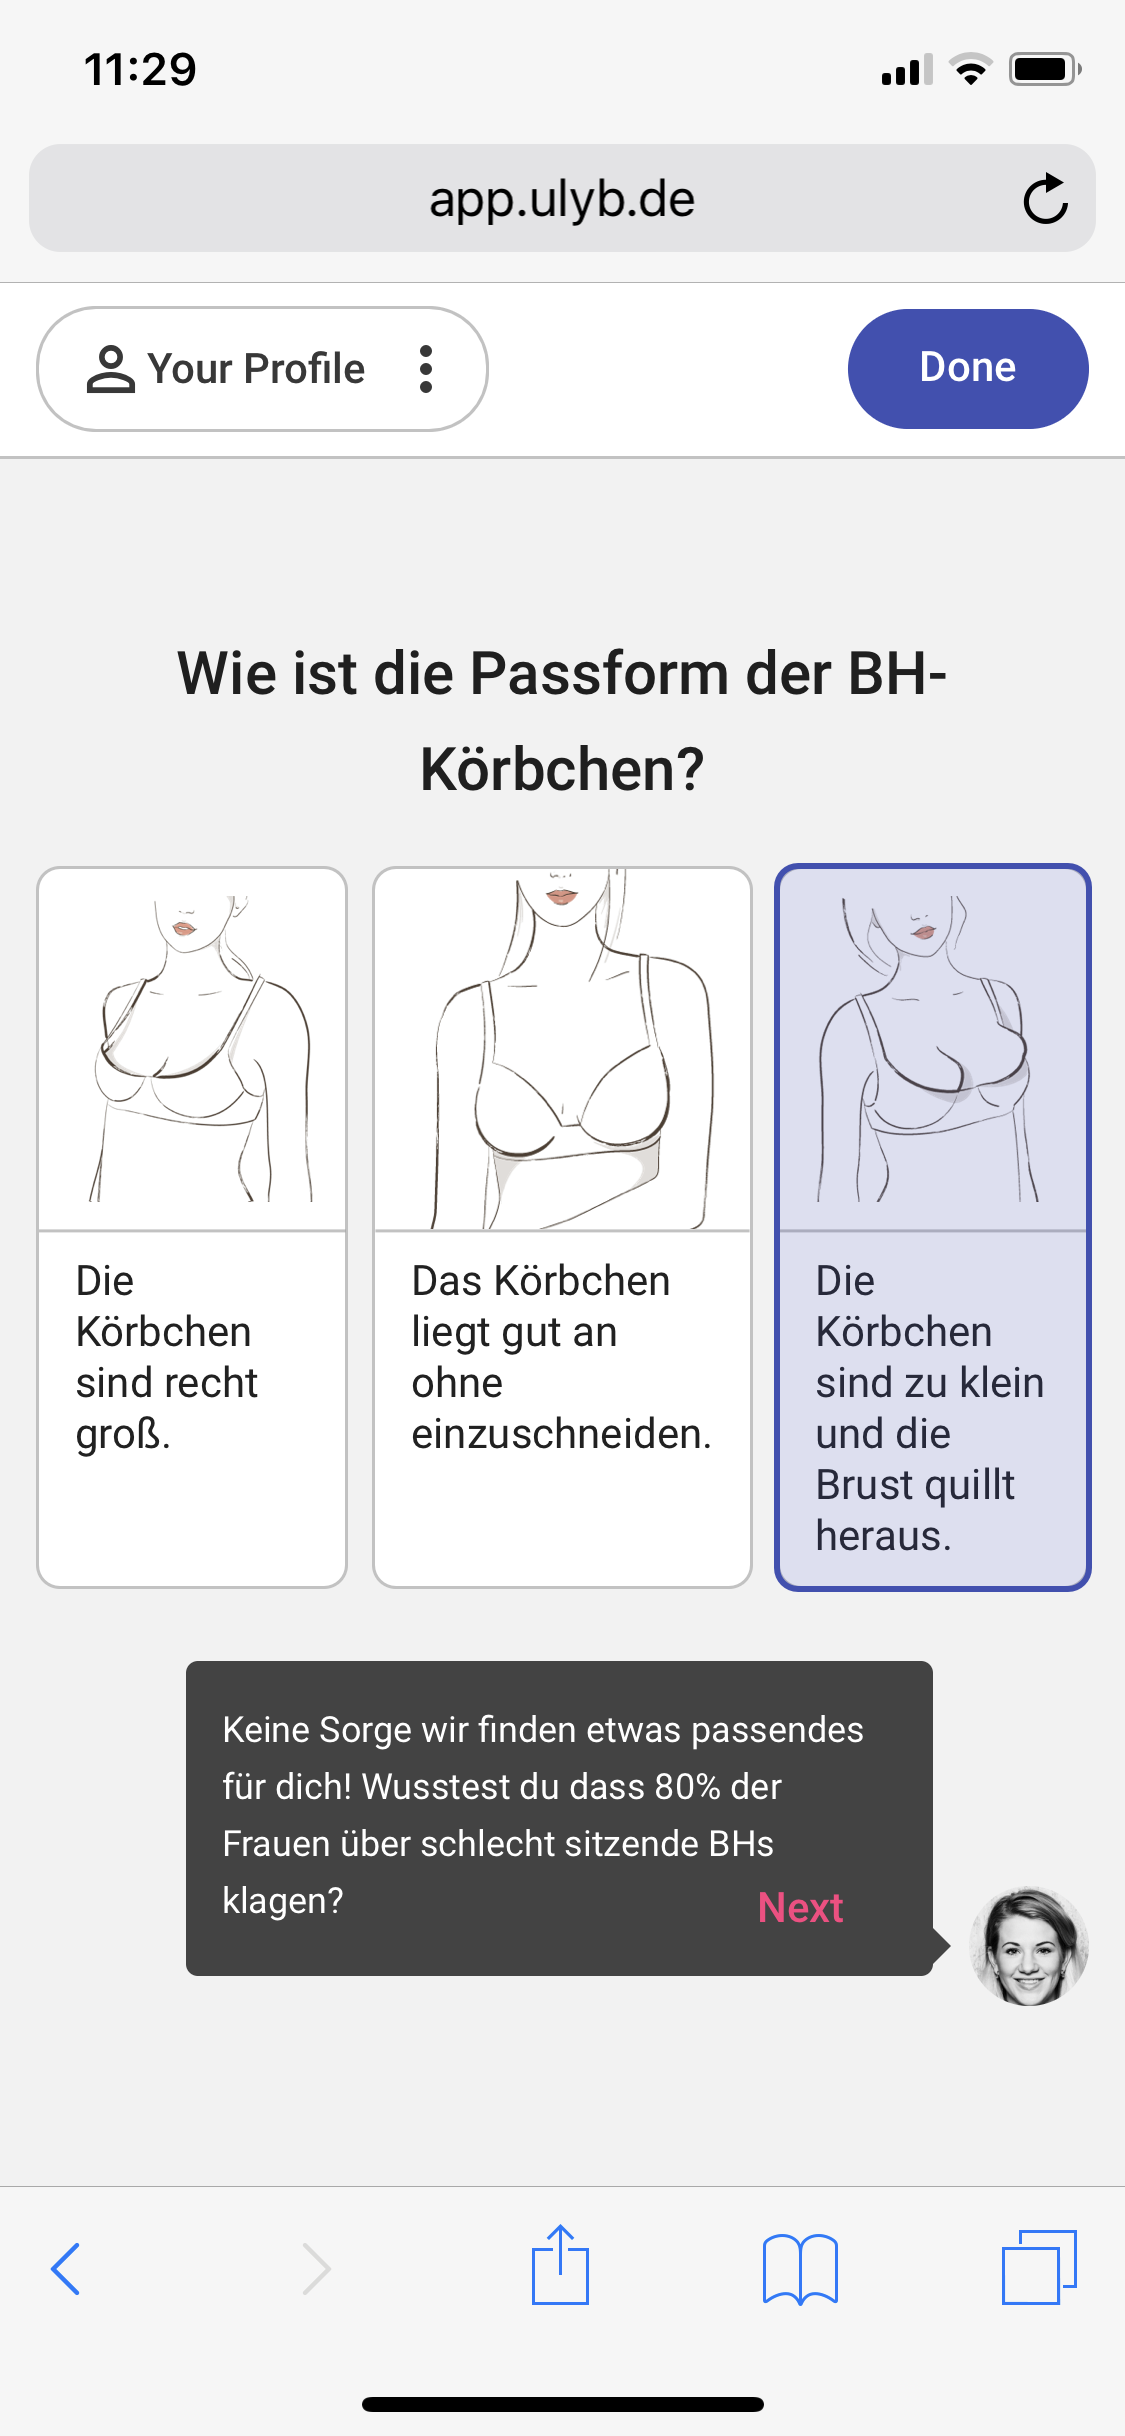 11:29
app.ulyb.de
Your Profile
Done
Wie ist die Passform der BH-
Körbchen?
Die
Körbchen
sind recht
groß.
Das Körbchen
liegt gut an
ohne
einzuschneiden.
Die
Körbchen
sind zu klein
und die
Brust quillt
heraus.
Keine Sorge wir finden etwas passendes
für dich! Wusstest du dass 80% der
Frauen über schlecht sitzende BHs
klagen?
Next